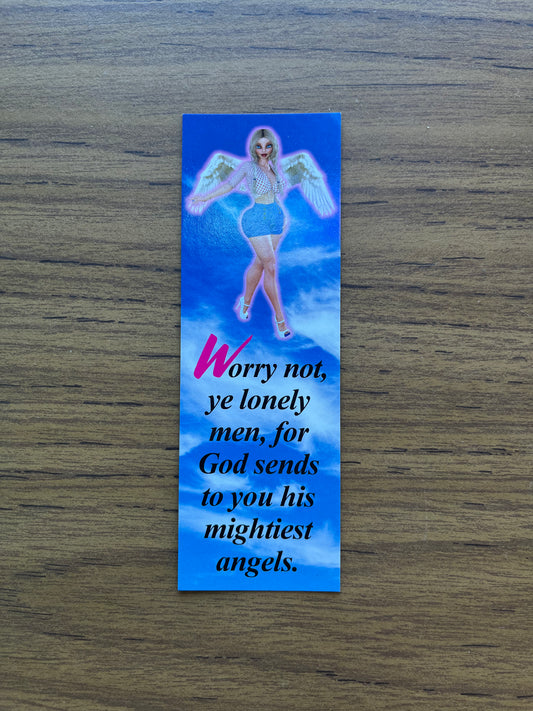 Worry not,
ye lonely
men, for
God sends
to you his
mightiest
angels.